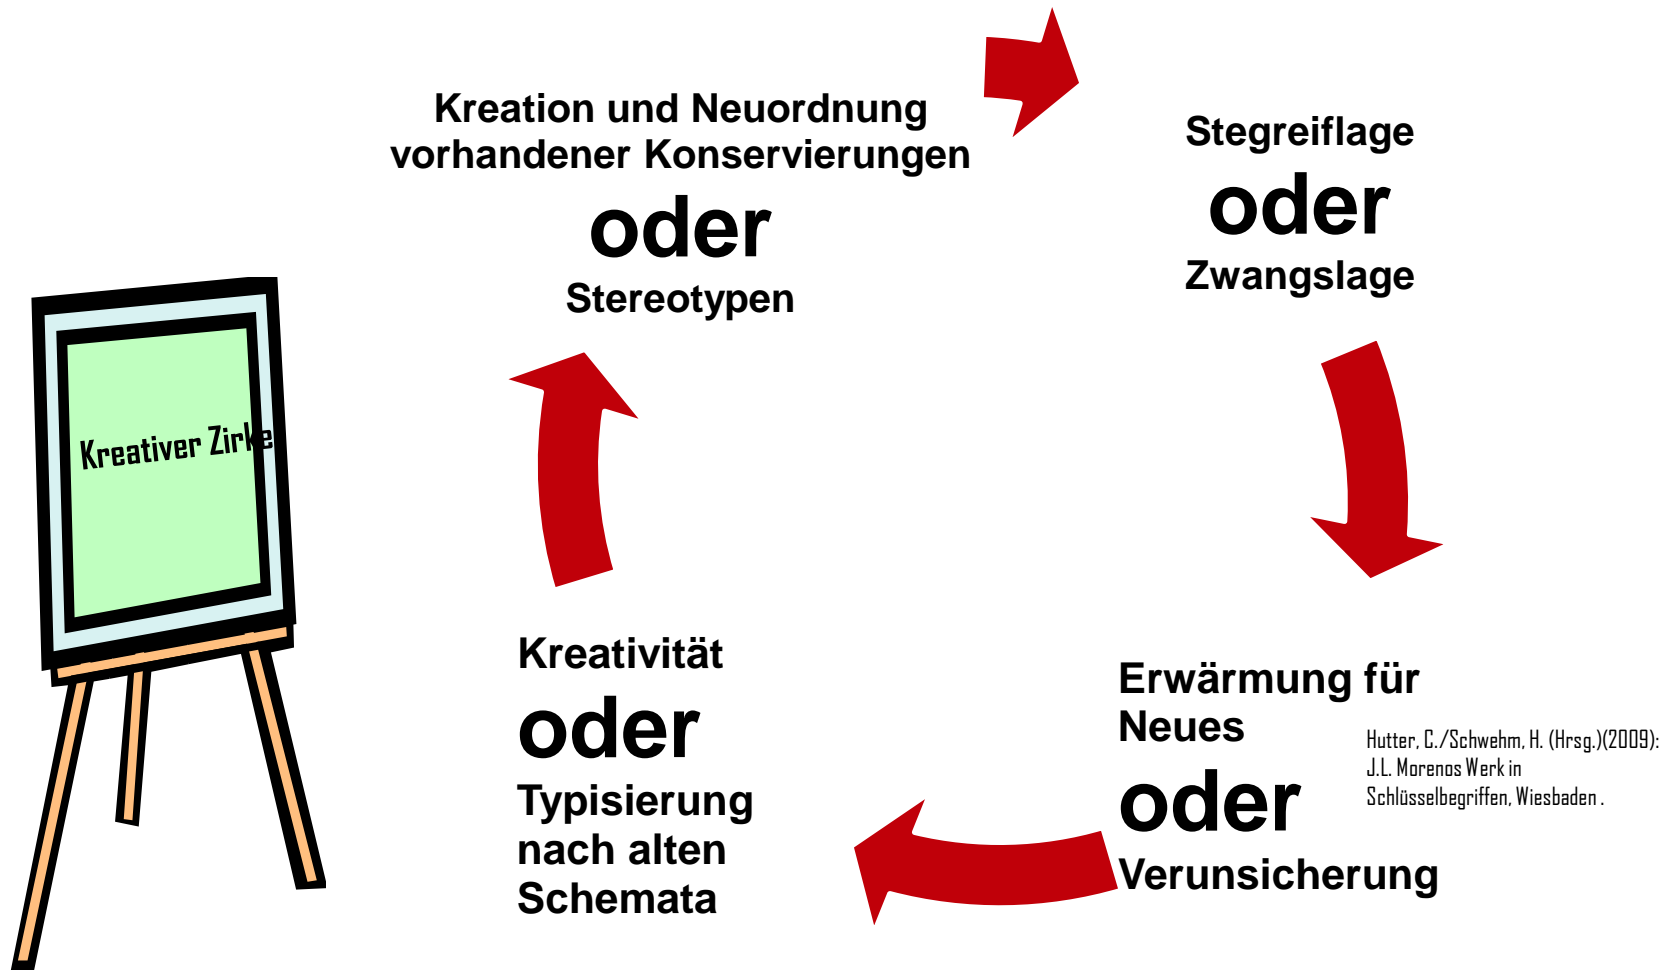 Kreativer Zirke
Kreation und Neuordnung
vorhandener Konservierungen
oder
Stereotypen
Stegreiflage
oder
Zwangslage
Erwärmung für
Neues
oder
Verunsicherung
Hutter, C./Schwehm, H. (Hrsg.)(2009):
J.L. Morenos Werk in
Schlüsselbegriffen, Wiesbaden .
Kreativität
oder
Typisierung
nach alten
Schemata